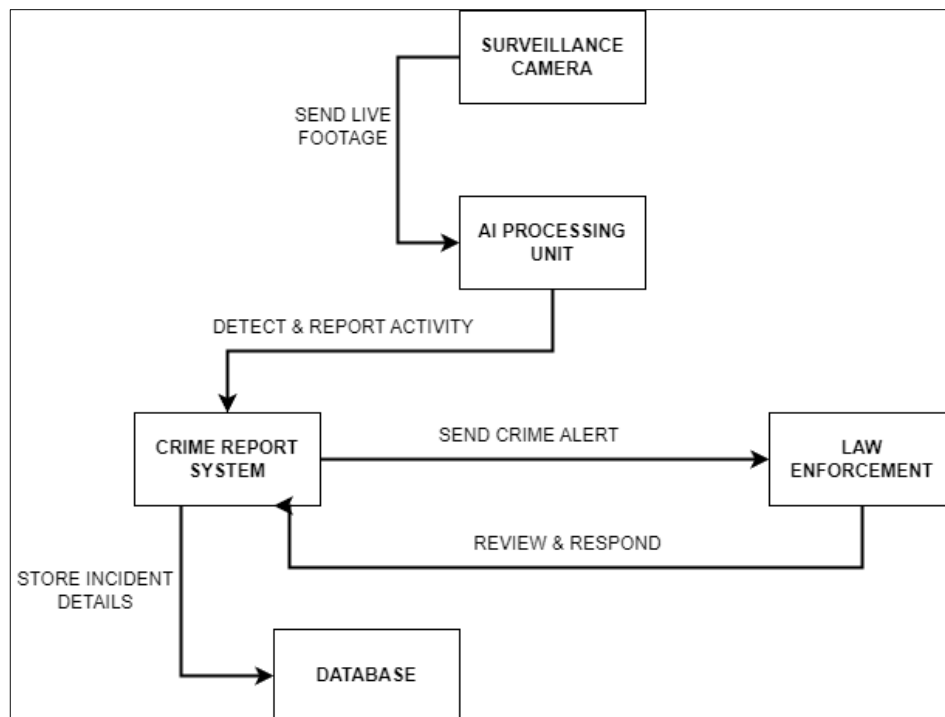 SURVEILLANCE
CAMERA
SEND LIVE
FOOTAGE
AI PROCESSING
UNIT
DETECT & REPORT ACTIVITY
CRIME REPORT
SYSTEM
SEND CRIME ALERT
LAW
ENFORCEMENT
REVIEW & RESPOND
STORE INCIDENT
DETAILS
DATABASE